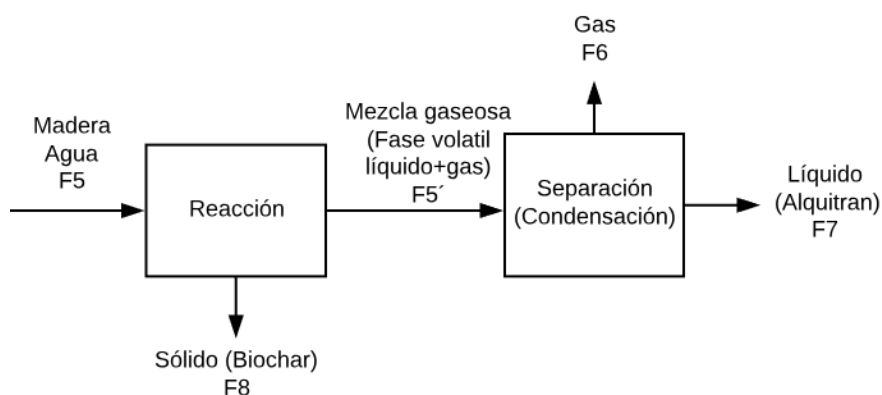 Gas
F6
Madera
Agua
F5
Mezcla gaseosa
(Fase volatil
líquido+gas)
F5´
Reacción
Separación
(Condensación)
Líquido
(Alquitran)
F7
Sólido (Biochar)
F8